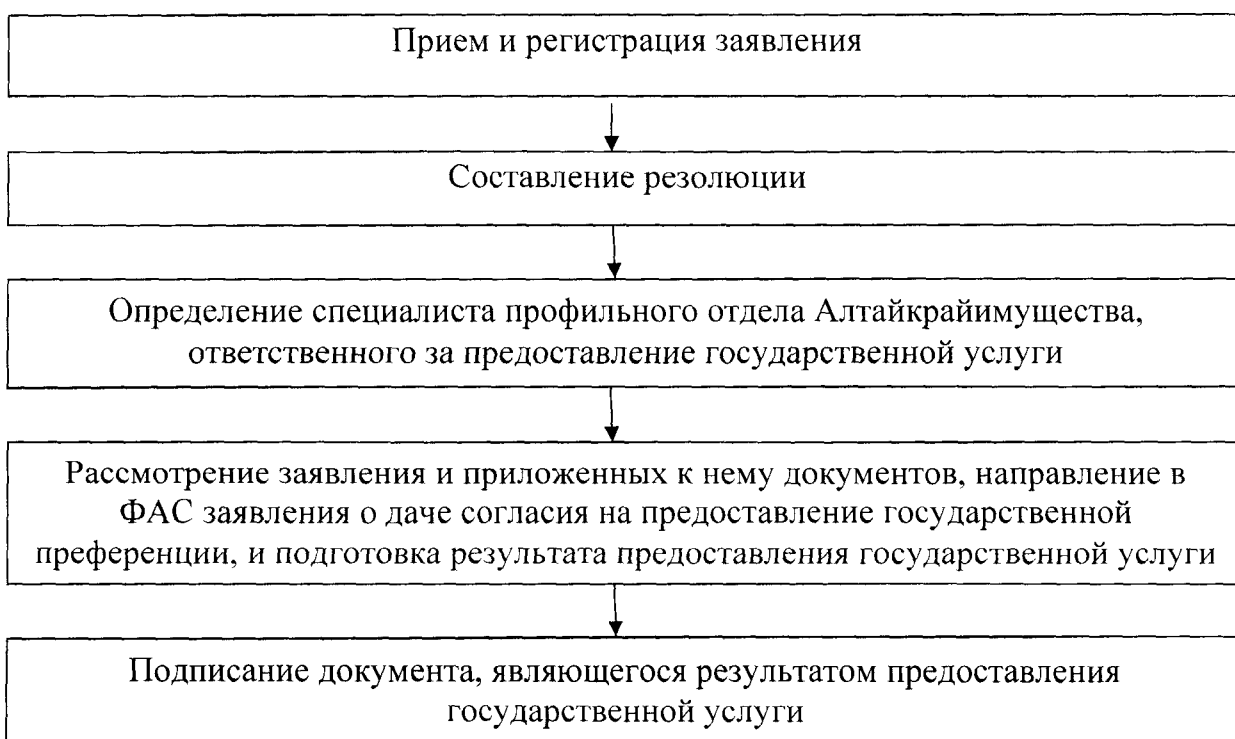 Прием и регистрация заявления
Составление резолюции
Определение специалиста профильного отдела Алтайкрайимущества,
ответственного за предоставление государственной услуги
Рассмотрение заявления и приложенных к нему документов, направление в
ФАС заявления о даче согласия на предоставление государственной
преференции, и подготовка результата предоставления государственной услуги
Подписание документа, являющегося результатом предоставления
государственной услуги